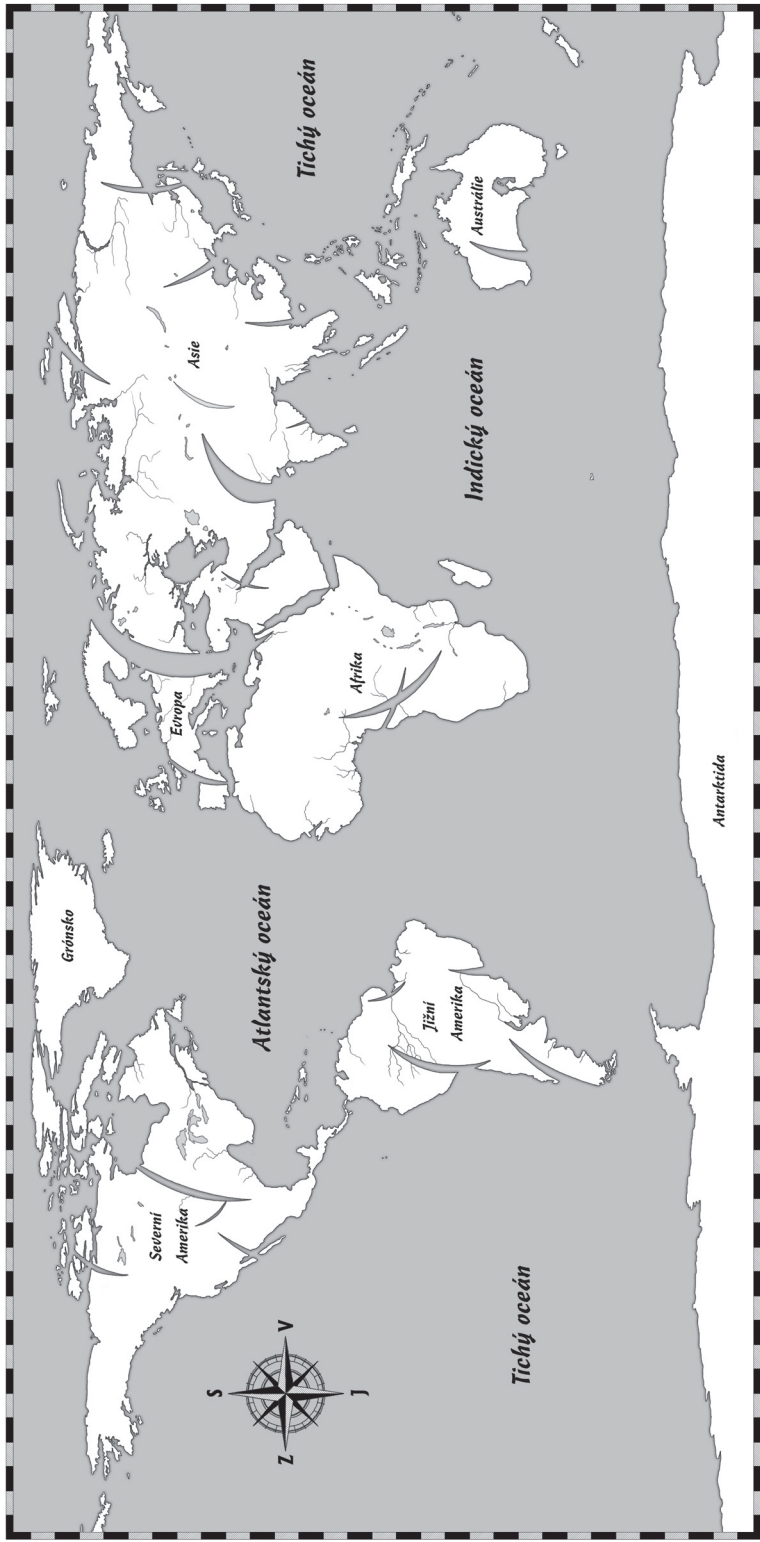 Grónsko
Severní
Amerika
Evropa
Asie
Tichý oceán
Atlantský oceán
Afrika
S
Z
V
J
Jižní
Amerika
Indický oceán
Austrálie
Tichý oceán
Antarktida